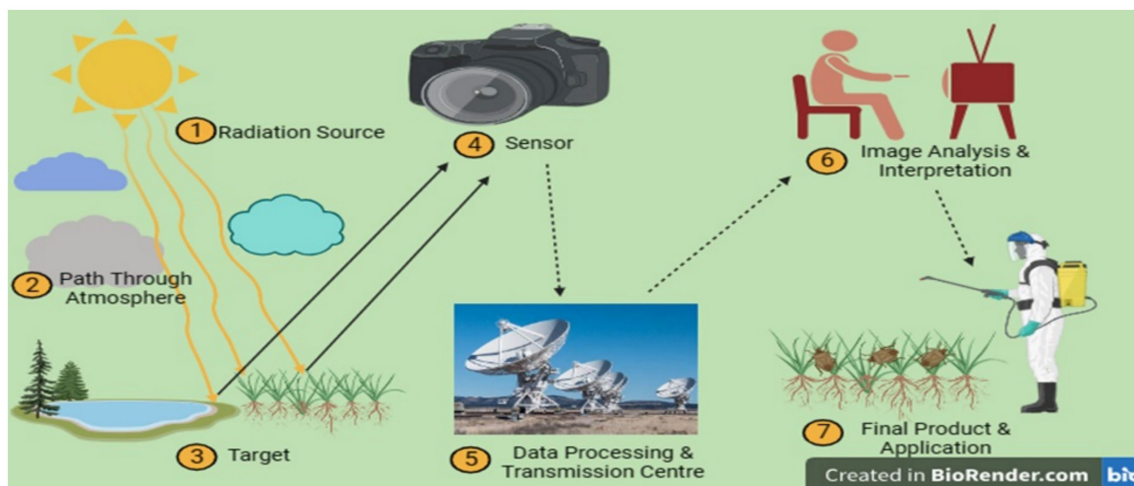 1 Radiation Source
2 Path Through
Atmosphere
3 Target
4 Sensor
5 Data Processing &
Transmission Centre
6 Image Analysis &
Interpretation
7 Final Product &
Application
Created in BioRender.com bio